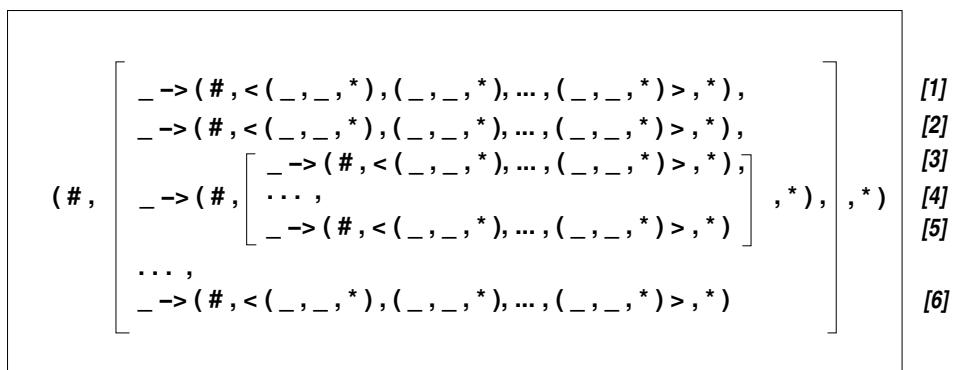 _ –> ( # , < ( _ , _ , * ) , ( _ , _ , * ), ... , ( _ , _ , * ) > , * ) , [1]
_ –> ( # , < ( _ , _ , * ) , ( _ , _ , * ), ... , ( _ , _ , * ) > , * ) , [2]
_ –> ( # , < ( _ , _ , * ), ... , ( _ , _ , * ) > , * ) , [3]
( # , _ –> ( # , . . . , , * ) , , * ) [4]
_ –> ( # , < ( _ , _ , * ), ... , ( _ , _ , * ) > , * ) [5]
. . . ,
_ –> ( # , < ( _ , _ , * ) , ( _ , _ , * ), ... , ( _ , _ , * ) > , * ) [6]